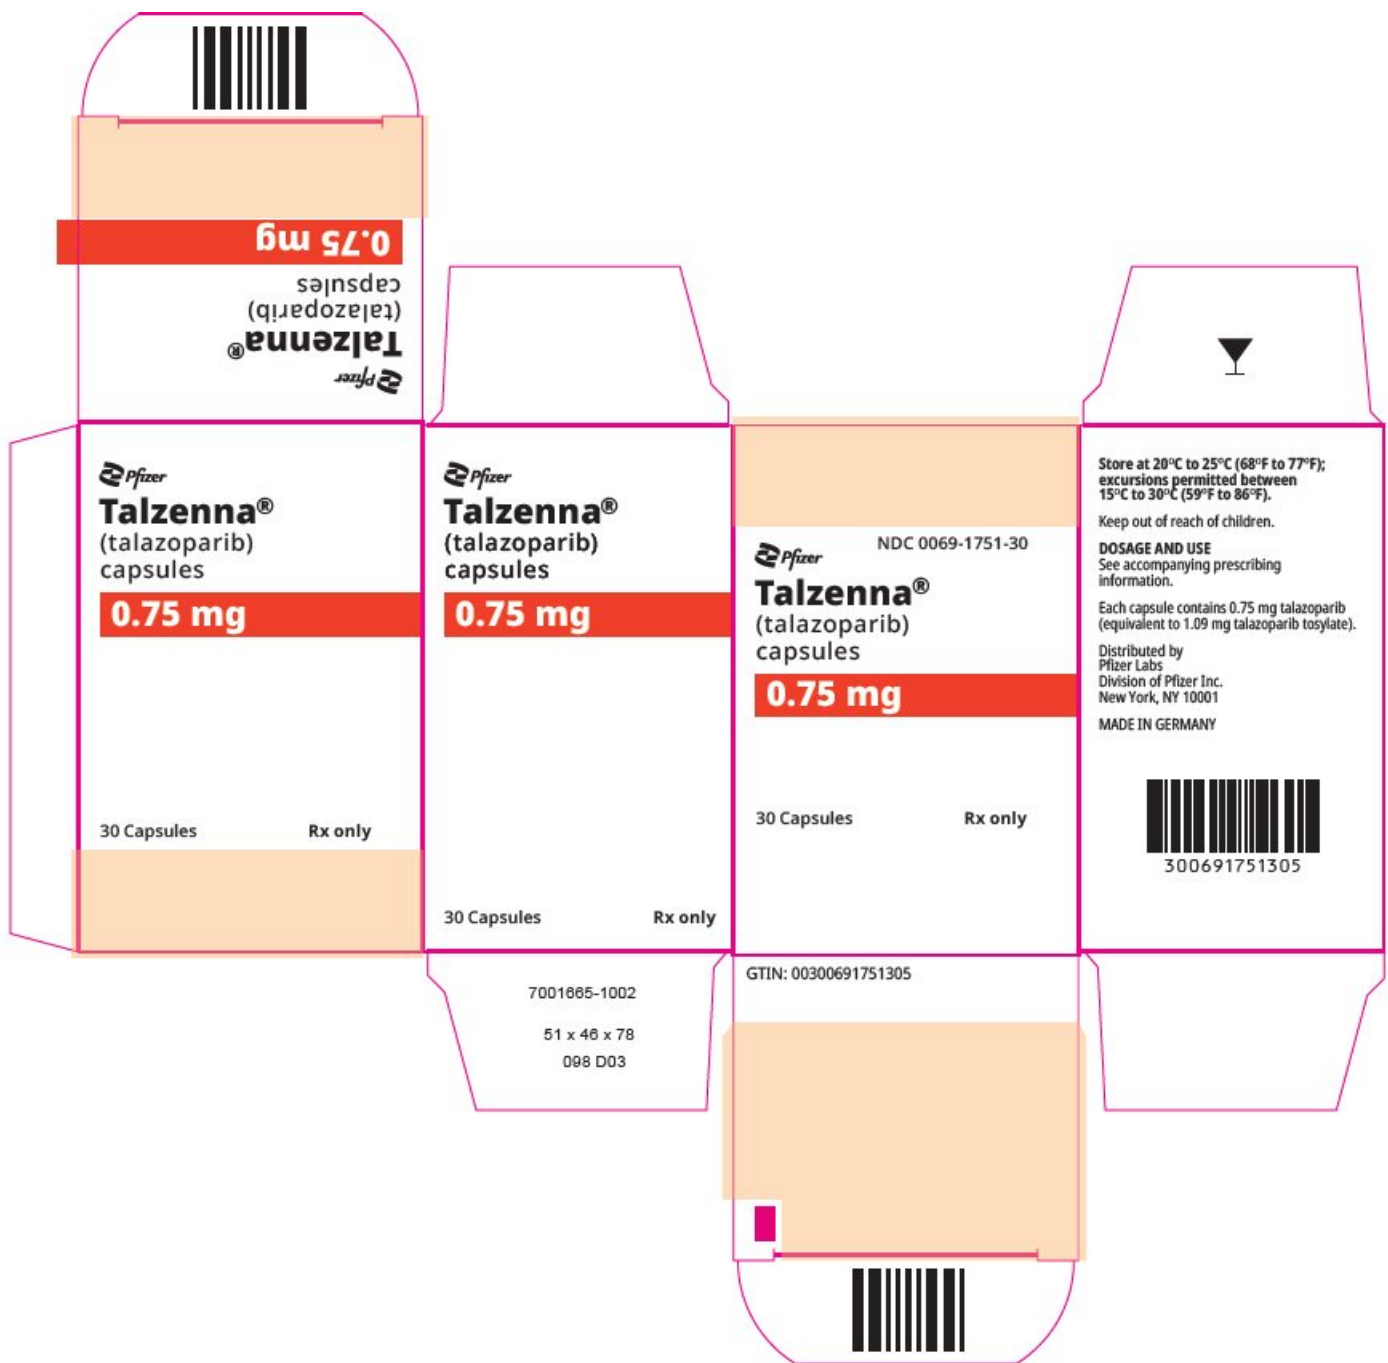 0.75 mg
capsules
(talazoparib)
Talzenna®
Pfizer
Pfizer
Talzenna®
(talazoparib)
capsules
0.75 mg
30 Capsules Rx only
Pfizer
Talzenna®
(talazoparib)
capsules
0.75 mg
30 Capsules Rx only
7001665-1002
51 x 46 x 78
098 D03
Pfizer NDC 0069-1751-30
Talzenna®
(talazoparib)
capsules
0.75 mg
30 Capsules Rx only
GTIN: 00300691751305
Store at 20°C to 25°C (68°F to 77°F);
excursions permitted between
15°C to 30°C (59°F to 86°F).
Keep out of reach of children.
DOSAGE AND USE
See accompanying prescribing
information.
Each capsule contains 0.75 mg talazoparib
(equivalent to 1.09 mg talazoparib tosylate).
Distributed by
Pfizer Labs
Division of Pfizer Inc.
New York, NY 10001
MADE IN GERMANY
300691751305